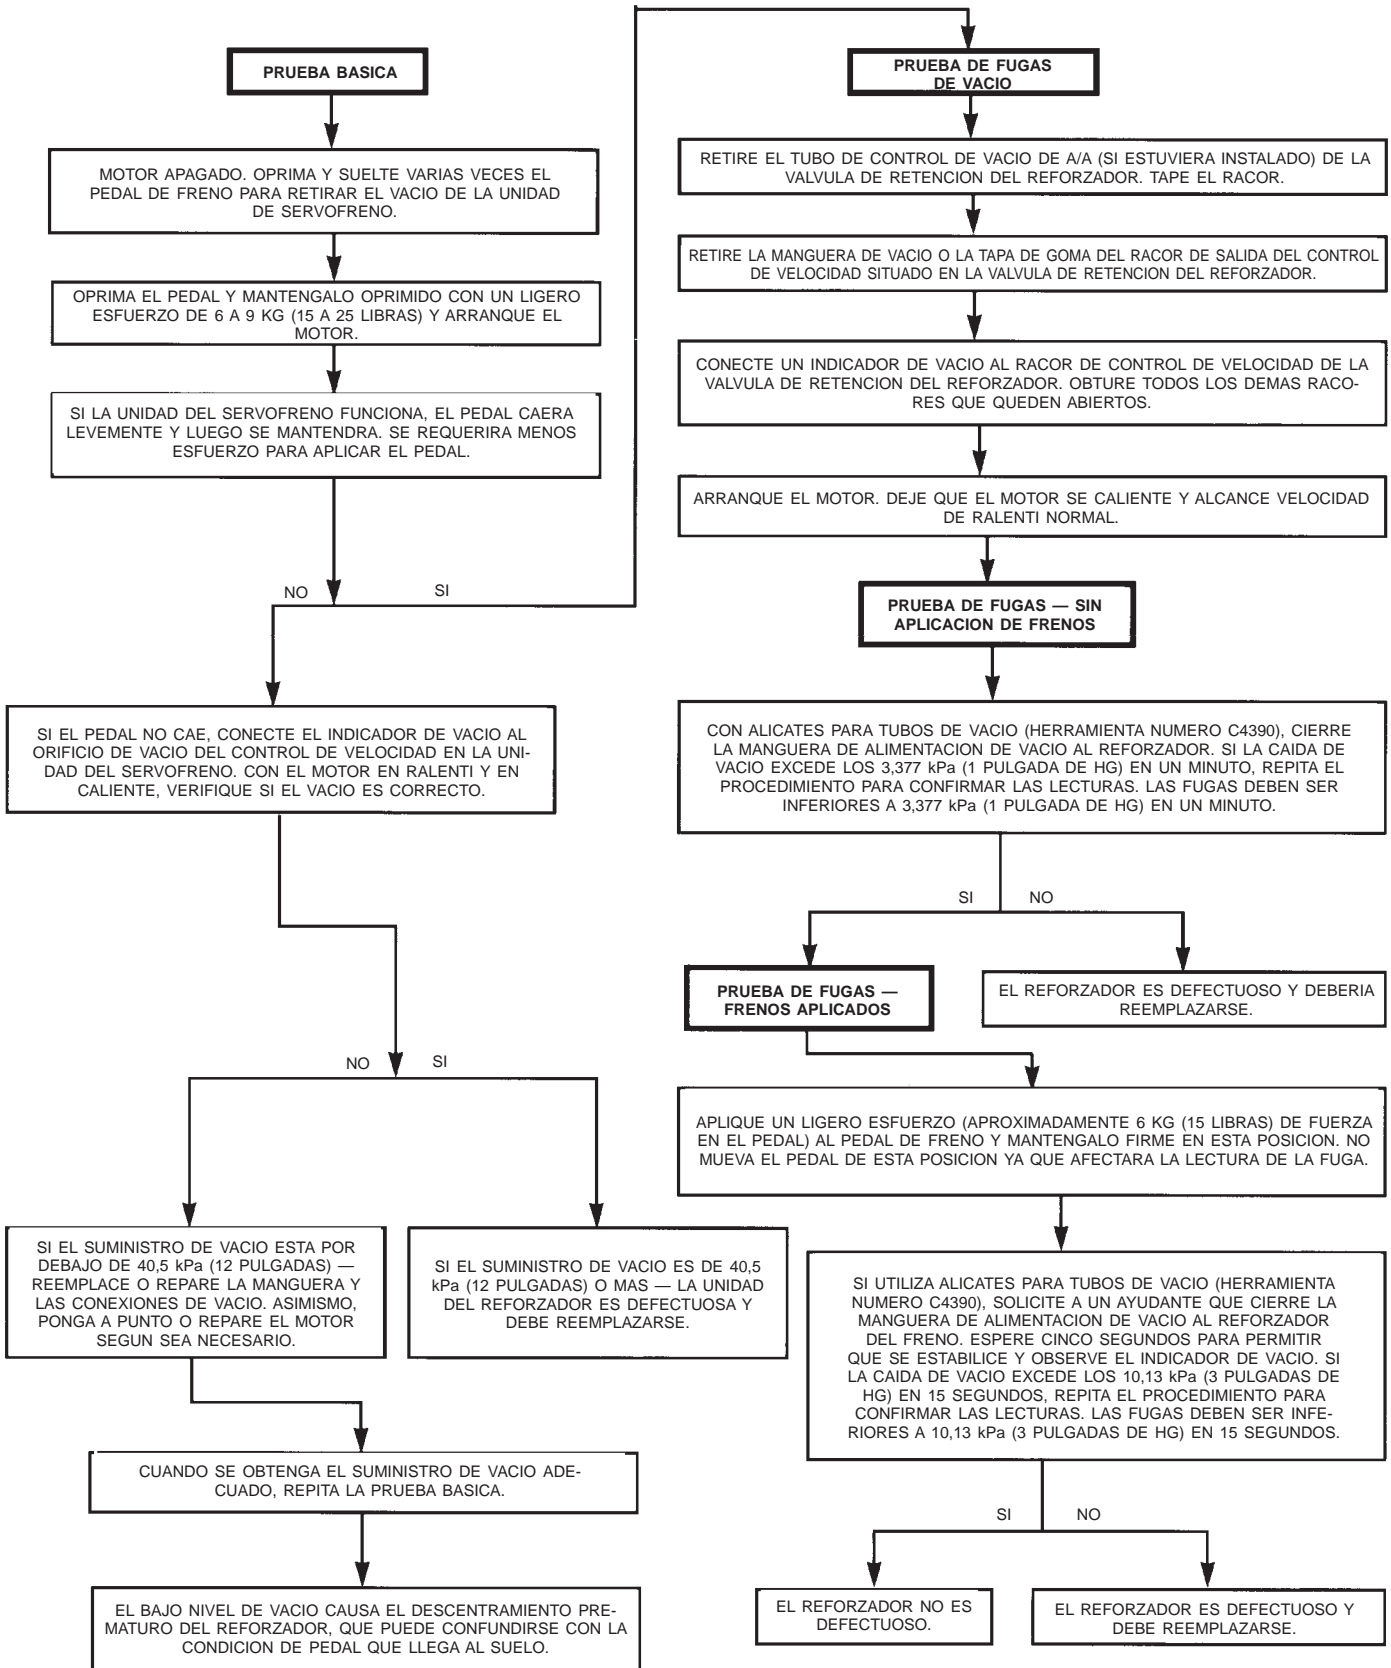 PRUEBA BASICA
MOTOR APAGADO. OPRIMA Y SUELTE VARIAS VECES EL
PEDAL DE FRENO PARA RETIRAR EL VACIO DE LA UNIDAD
DE SERVOFRENO.
OPRIMA EL PEDAL Y MANTENGALO OPRIMIDO CON UN LIGERO
ESFUERZO DE 6 A 9 KG (15 A 25 LIBRAS) Y ARRANQUE EL
MOTOR.
SI LA UNIDAD DEL SERVOFRENO FUNCIONA, EL PEDAL CAERA
LEVEMENTE Y LUEGO SE MANTENDRA. SE REQUERIRA MENOS
ESFUERZO PARA APLICAR EL PEDAL.
NO
SI
SI EL PEDAL NO CAE, CONECTE EL INDICADOR DE VACIO AL
ORIFICIO DE VACIO DEL CONTROL DE VELOCIDAD EN LA UNI-
DAD DEL SERVOFRENO. CON EL MOTOR EN RALENTI Y EN
CALIENTE, VERIFIQUE SI EL VACIO ES CORRECTO.
NO
SI
SI EL SUMINISTRO DE VACIO ESTA POR
DEBAJO DE 40,5 kPa (12 PULGADAS) —
REEMPLACE O REPARE LA MANGUERA Y
LAS CONEXIONES DE VACIO. ASIMISMO,
PONGA A PUNTO O REPARE EL MOTOR
SEGUN SEA NECESARIO.
SI EL SUMINISTRO DE VACIO ES DE 40,5
kPa (12 PULGADAS) O MAS — LA UNIDAD
DEL REFORZADOR ES DEFECTUOSA Y
DEBE REEMPLAZARSE.
CUANDO SE OBTENGA EL SUMINISTRO DE VACIO ADE-
CUADO, REPITA LA PRUEBA BASICA.
EL BAJO NIVEL DE VACIO CAUSA EL DESCENTRAMIENTO PRE-
MATURO DEL REFORZADOR, QUE PUEDE CONFUNDIRSE CON LA
CONDICION DE PEDAL QUE LLEGA AL SUELO.
PRUEBA DE FUGAS
DE VACIO
RETIRE EL TUBO DE CONTROL DE VACIO DE A/A (SI ESTUVIERA INSTALADO) DE LA
VALVULA DE RETENCION DEL REFORZADOR. TAPE EL RACOR.
RETIRE LA MANGUERA DE VACIO O LA TAPA DE GOMA DEL RACOR DE SALIDA DEL CONTROL
DE VELOCIDAD SITUADO EN LA VALVULA DE RETENCION DEL REFORZADOR.
CONECTE UN INDICADOR DE VACIO AL RACOR DE CONTROL DE VELOCIDAD DE LA
VALVULA DE RETENCION DEL REFORZADOR. OBTURE TODOS LOS DEMAS RACO-
RES QUE QUEDEN ABIERTOS.
ARRANQUE EL MOTOR. DEJE QUE EL MOTOR SE CALIENTE Y ALCANCE VELOCIDAD
DE RALENTI NORMAL.
PRUEBA DE FUGAS — SIN
APLICACION DE FRENOS
CON ALICATES PARA TUBOS DE VACIO (HERRAMIENTA NUMERO C4390), CIERRE
LA MANGUERA DE ALIMENTACION DE VACIO AL REFORZADOR. SI LA CAIDA DE
VACIO EXCEDE LOS 3,377 kPa (1 PULGADA DE HG) EN UN MINUTO, REPITA EL
PROCEDIMIENTO PARA CONFIRMAR LAS LECTURAS. LAS FUGAS DEBEN SER
INFERIORES A 3,377 kPa (1 PULGADA DE HG) EN UN MINUTO.
SI
NO
PRUEBA DE FUGAS —
FRENOS APLICADOS
EL REFORZADOR ES DEFECTUOSO Y DEBERIA
REEMPLAZARSE.
APLIQUE UN LIGERO ESFUERZO (APROXIMADAMENTE 6 KG (15 LIBRAS) DE FUERZA
EN EL PEDAL) AL PEDAL DE FRENO Y MANTENGALO FIRME EN ESTA POSICION. NO
MUEVA EL PEDAL DE ESTA POSICION YA QUE AFECTARA LA LECTURA DE LA FUGA.
SI UTILIZA ALICATES PARA TUBOS DE VACIO (HERRAMIENTA
NUMERO C4390), SOLICITE A UN AYUDANTE QUE CIERRE LA
MANGUERA DE ALIMENTACION DE VACIO AL REFORZADOR
DEL FRENO. ESPERE CINCO SEGUNDOS PARA PERMITIR
QUE SE ESTABILICE Y OBSERVE EL INDICADOR DE VACIO. SI
LA CAIDA DE VACIO EXCEDE LOS 10,13 kPa (3 PULGADAS DE
HG) EN 15 SEGUNDOS, REPITA EL PROCEDIMIENTO PARA
CONFIRMAR LAS LECTURAS. LAS FUGAS DEBEN SER INFE-
RIORES A 10,13 kPa (3 PULGADAS DE HG) EN 15 SEGUNDOS.
SI
NO
EL REFORZADOR NO ES
DEFECTUOSO.
EL REFORZADOR ES DEFECTUOSO Y
DEBE REEMPLAZARSE.